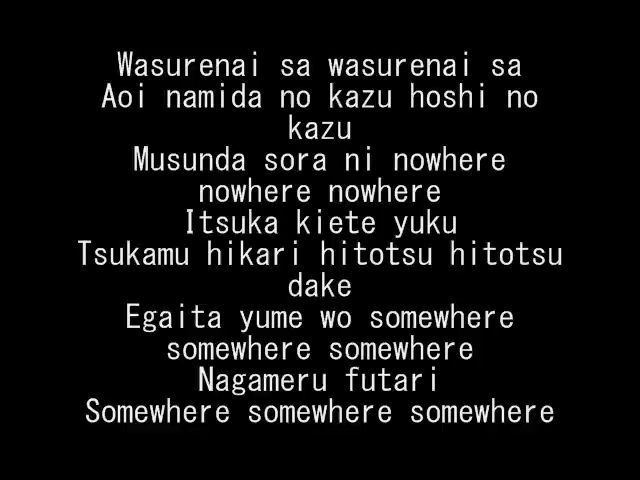 Wasurenai sa wasurenai sa
Aoi namida no kazu hoshi no
kazu
Musunda sora ni nowhere
nowhere nowhere
Itsuka kiete yuku
Tsukamu hikari hitotsu hitotsu
dake
Egaita yume wo somewhere
somewhere somewhere
Nagameru futari
Somewhere somewhere somewhere